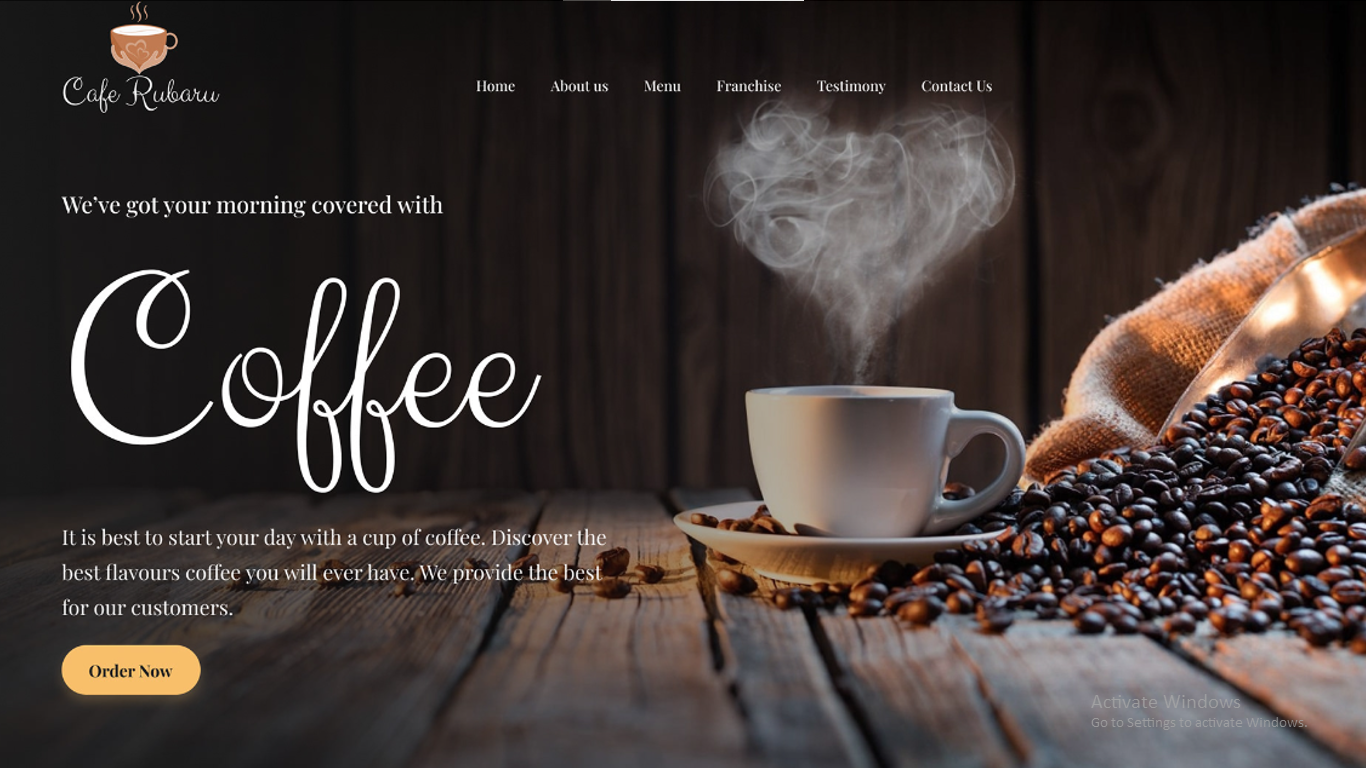 Cafe Rubaru
Home About us Menu Franchise Testimony Contact Us
We've got your morning covered with
Coffee
It is best to start your day with a cup of coffee. Discover the
best flavours coffee you will ever have. We provide the best
for our customers.
Order Now
Activate Windows
Go to Settings to activate Windows.